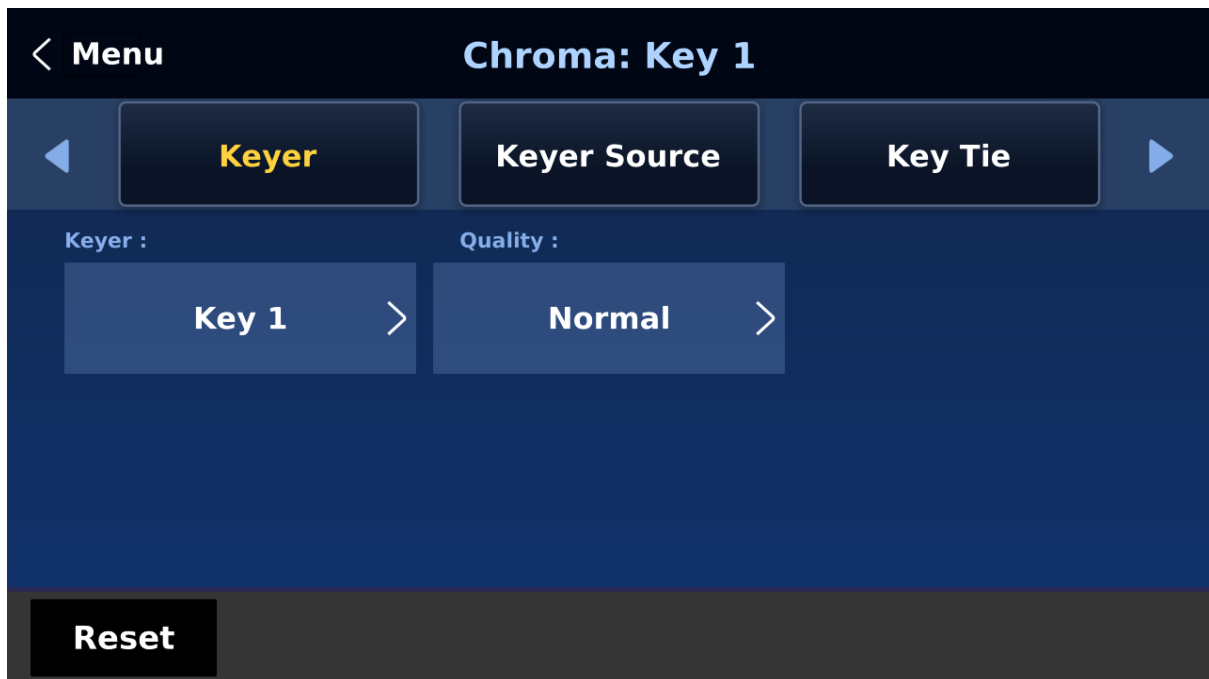 Menu
Chroma: Key 1
Keyer
Keyer Source
Key Tie
Keyer :
Quality :
Key 1
Normal
Reset